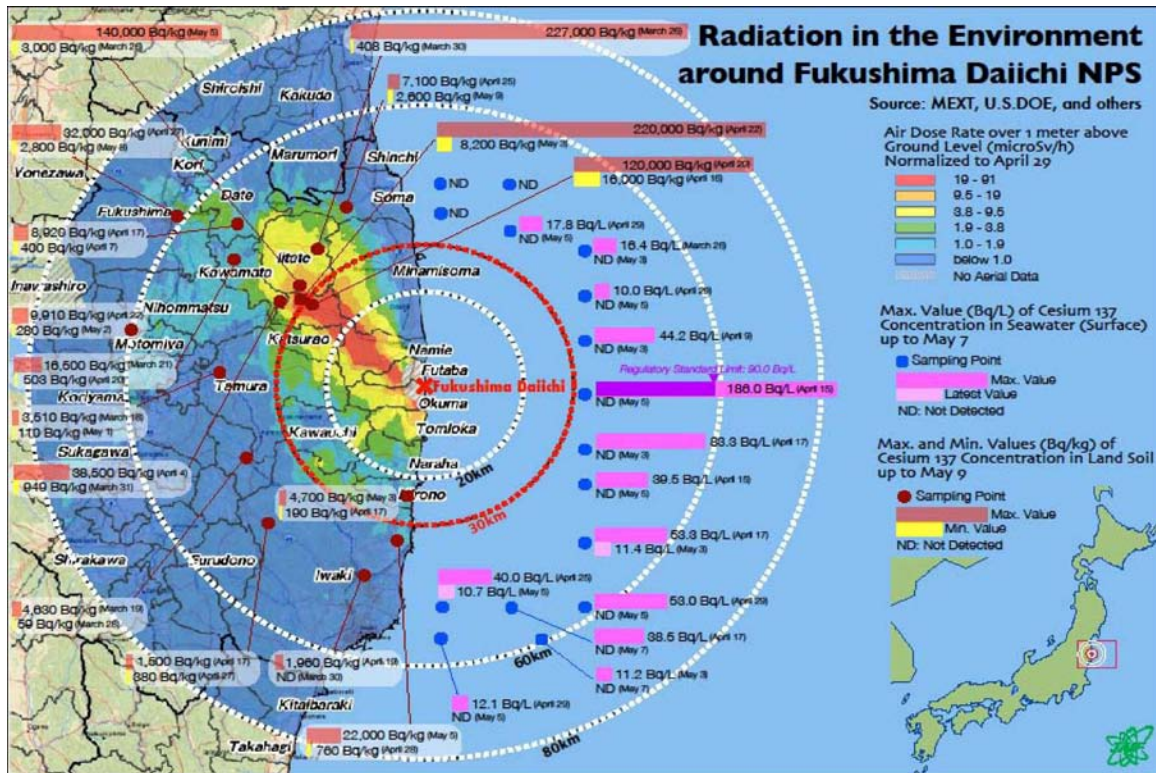 Radiation in the Environment
around Fukushima Daiichi NPS
Source: MEXT, U.S.DOE, and others
Air Dose Rate over 1 meter above
Ground Level (microSv/h)
Normalized to April 29
19 - 91
9.5 - 19
3.8 - 9.5
1.9 - 3.8
1.0 - 1.9
below 1.0
No Aerial Data
Max. Value (Bq/L) of Cesium 137
Concentration in Seawater (Surface)
up to May 7
Sampling Point
Max. Value
Latest Value
ND: Not Detected
Max. and Min. Values (Bq/kg) of
Cesium 137 Concentration in Land Soil
up to May 9
Sampling Point
Max. Value
Min. Value
ND: Not Detected
140,000 Bq/kg (May 5)
3,000 Bq/kg (March 26)
227,000 Bq/kg (March 26)
408 Bq/kg (March 30)
7,100 Bq/kg (April 25)
2,600 Bq/kg (May 9)
32,000 Bq/kg (April 27)
2,800 Bq/kg (May 8)
220,000 Bq/kg (April 22)
8,200 Bq/kg (May 3)
120,000 Bq/kg (April 20)
16,000 Bq/kg (April 16)
8,920 Bq/kg (April 17)
400 Bq/kg (April 7)
9,910 Bq/kg (April 22)
280 Bq/kg (May 2)
16,500 Bq/kg (March 21)
503 Bq/kg (April 20)
3,510 Bq/kg (March 18)
110 Bq/kg (May 1)
38,500 Bq/kg (April 4)
949 Bq/kg (March 31)
4,700 Bq/kg (May 3)
190 Bq/kg (April 17)
4,630 Bq/kg (March 19)
59 Bq/kg (March 28)
1,500 Bq/kg (April 17)
380 Bq/kg (April 27)
1,960 Bq/kg (April 19)
ND (March 30)
22,000 Bq/kg (May 5)
760 Bq/kg (April 28)
Shiroishi
Kakuda
Kunimi
Kori
Marumori
Shinchi
Yonezawa
Date
Soma
Fukushima
Iitate
Kawamata
Minamisoma
Inawashiro
Nihommatsu
Motomiya
Katsurao
Namie
Futaba
Fukushima Daiichi
Okuma
Tamura
Koriyama
Tomioka
Kawauchi
Sukagawa
Naraha
Hirono
Shirakawa
Furudono
Iwaki
Kitaibaraki
Takahagi
20km
30km
60km
80km
ND
ND
ND
17.8 Bq/L (April 29)
ND (May 5)
16.4 Bq/L (March 26)
ND (May 3)
10.0 Bq/L (April 29)
ND (May 5)
44.2 Bq/L (April 9)
ND (May 3)
Regulatory Standard Limit: 90.0 Bq/L
186.0 Bq/L (April 15)
ND (May 5)
83.3 Bq/L (April 17)
ND (May 3)
39.5 Bq/L (April 15)
ND (May 5)
53.3 Bq/L (April 17)
11.4 Bq/L (May 3)
40.0 Bq/L (April 25)
10.7 Bq/L (May 5)
53.0 Bq/L (April 29)
ND (May 5)
38.5 Bq/L (April 17)
ND (May 7)
11.2 Bq/L (May 3)
ND (May 7)
12.1 Bq/L (April 29)
ND (May 5)